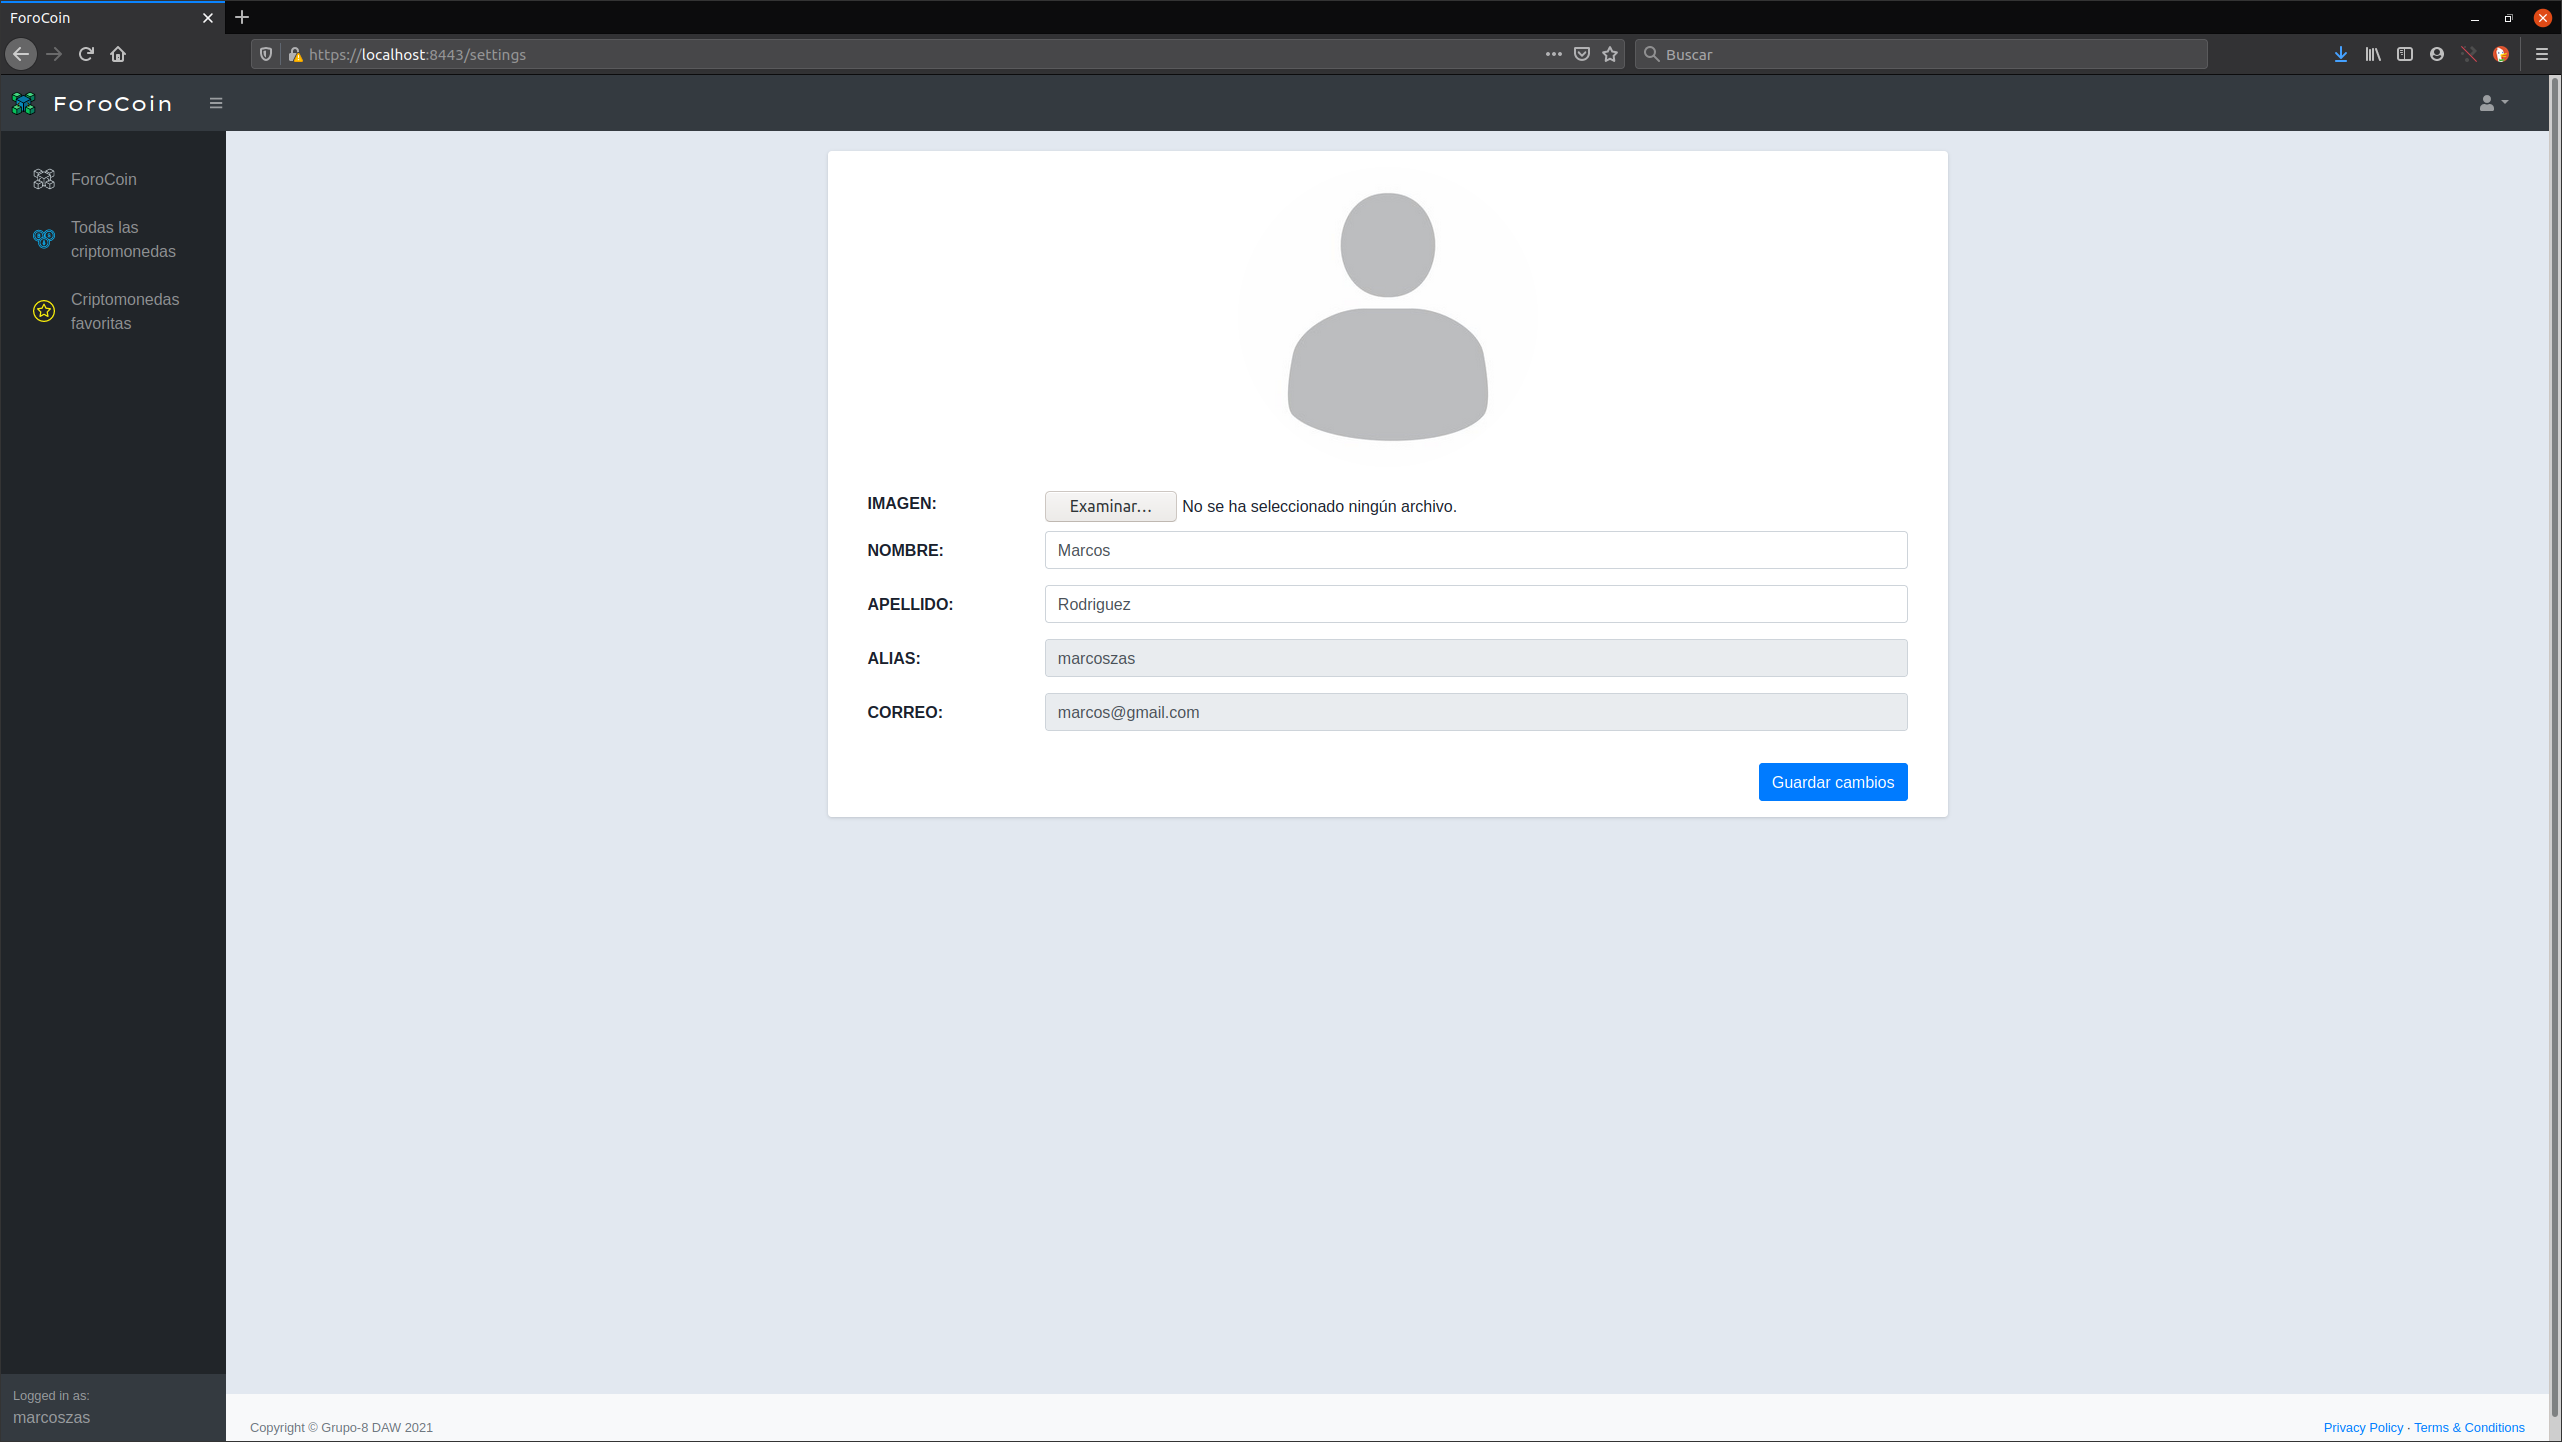 ForoCoin
https://localhost:8443/settings
Buscar
ForoCoin
ForoCoin
Todas las
criptomonedas
Criptomonedas
favoritas
IMAGEN:
Examinar... No se ha seleccionado ningún archivo.
NOMBRE:
Marcos
APELLIDO:
Rodriguez
ALIAS:
marcoszas
CORREO:
marcos@gmail.com
Guardar cambios
Logged in as:
marcoszas
Copyright © Grupo-8 DAW 2021
Privacy Policy · Terms & Conditions